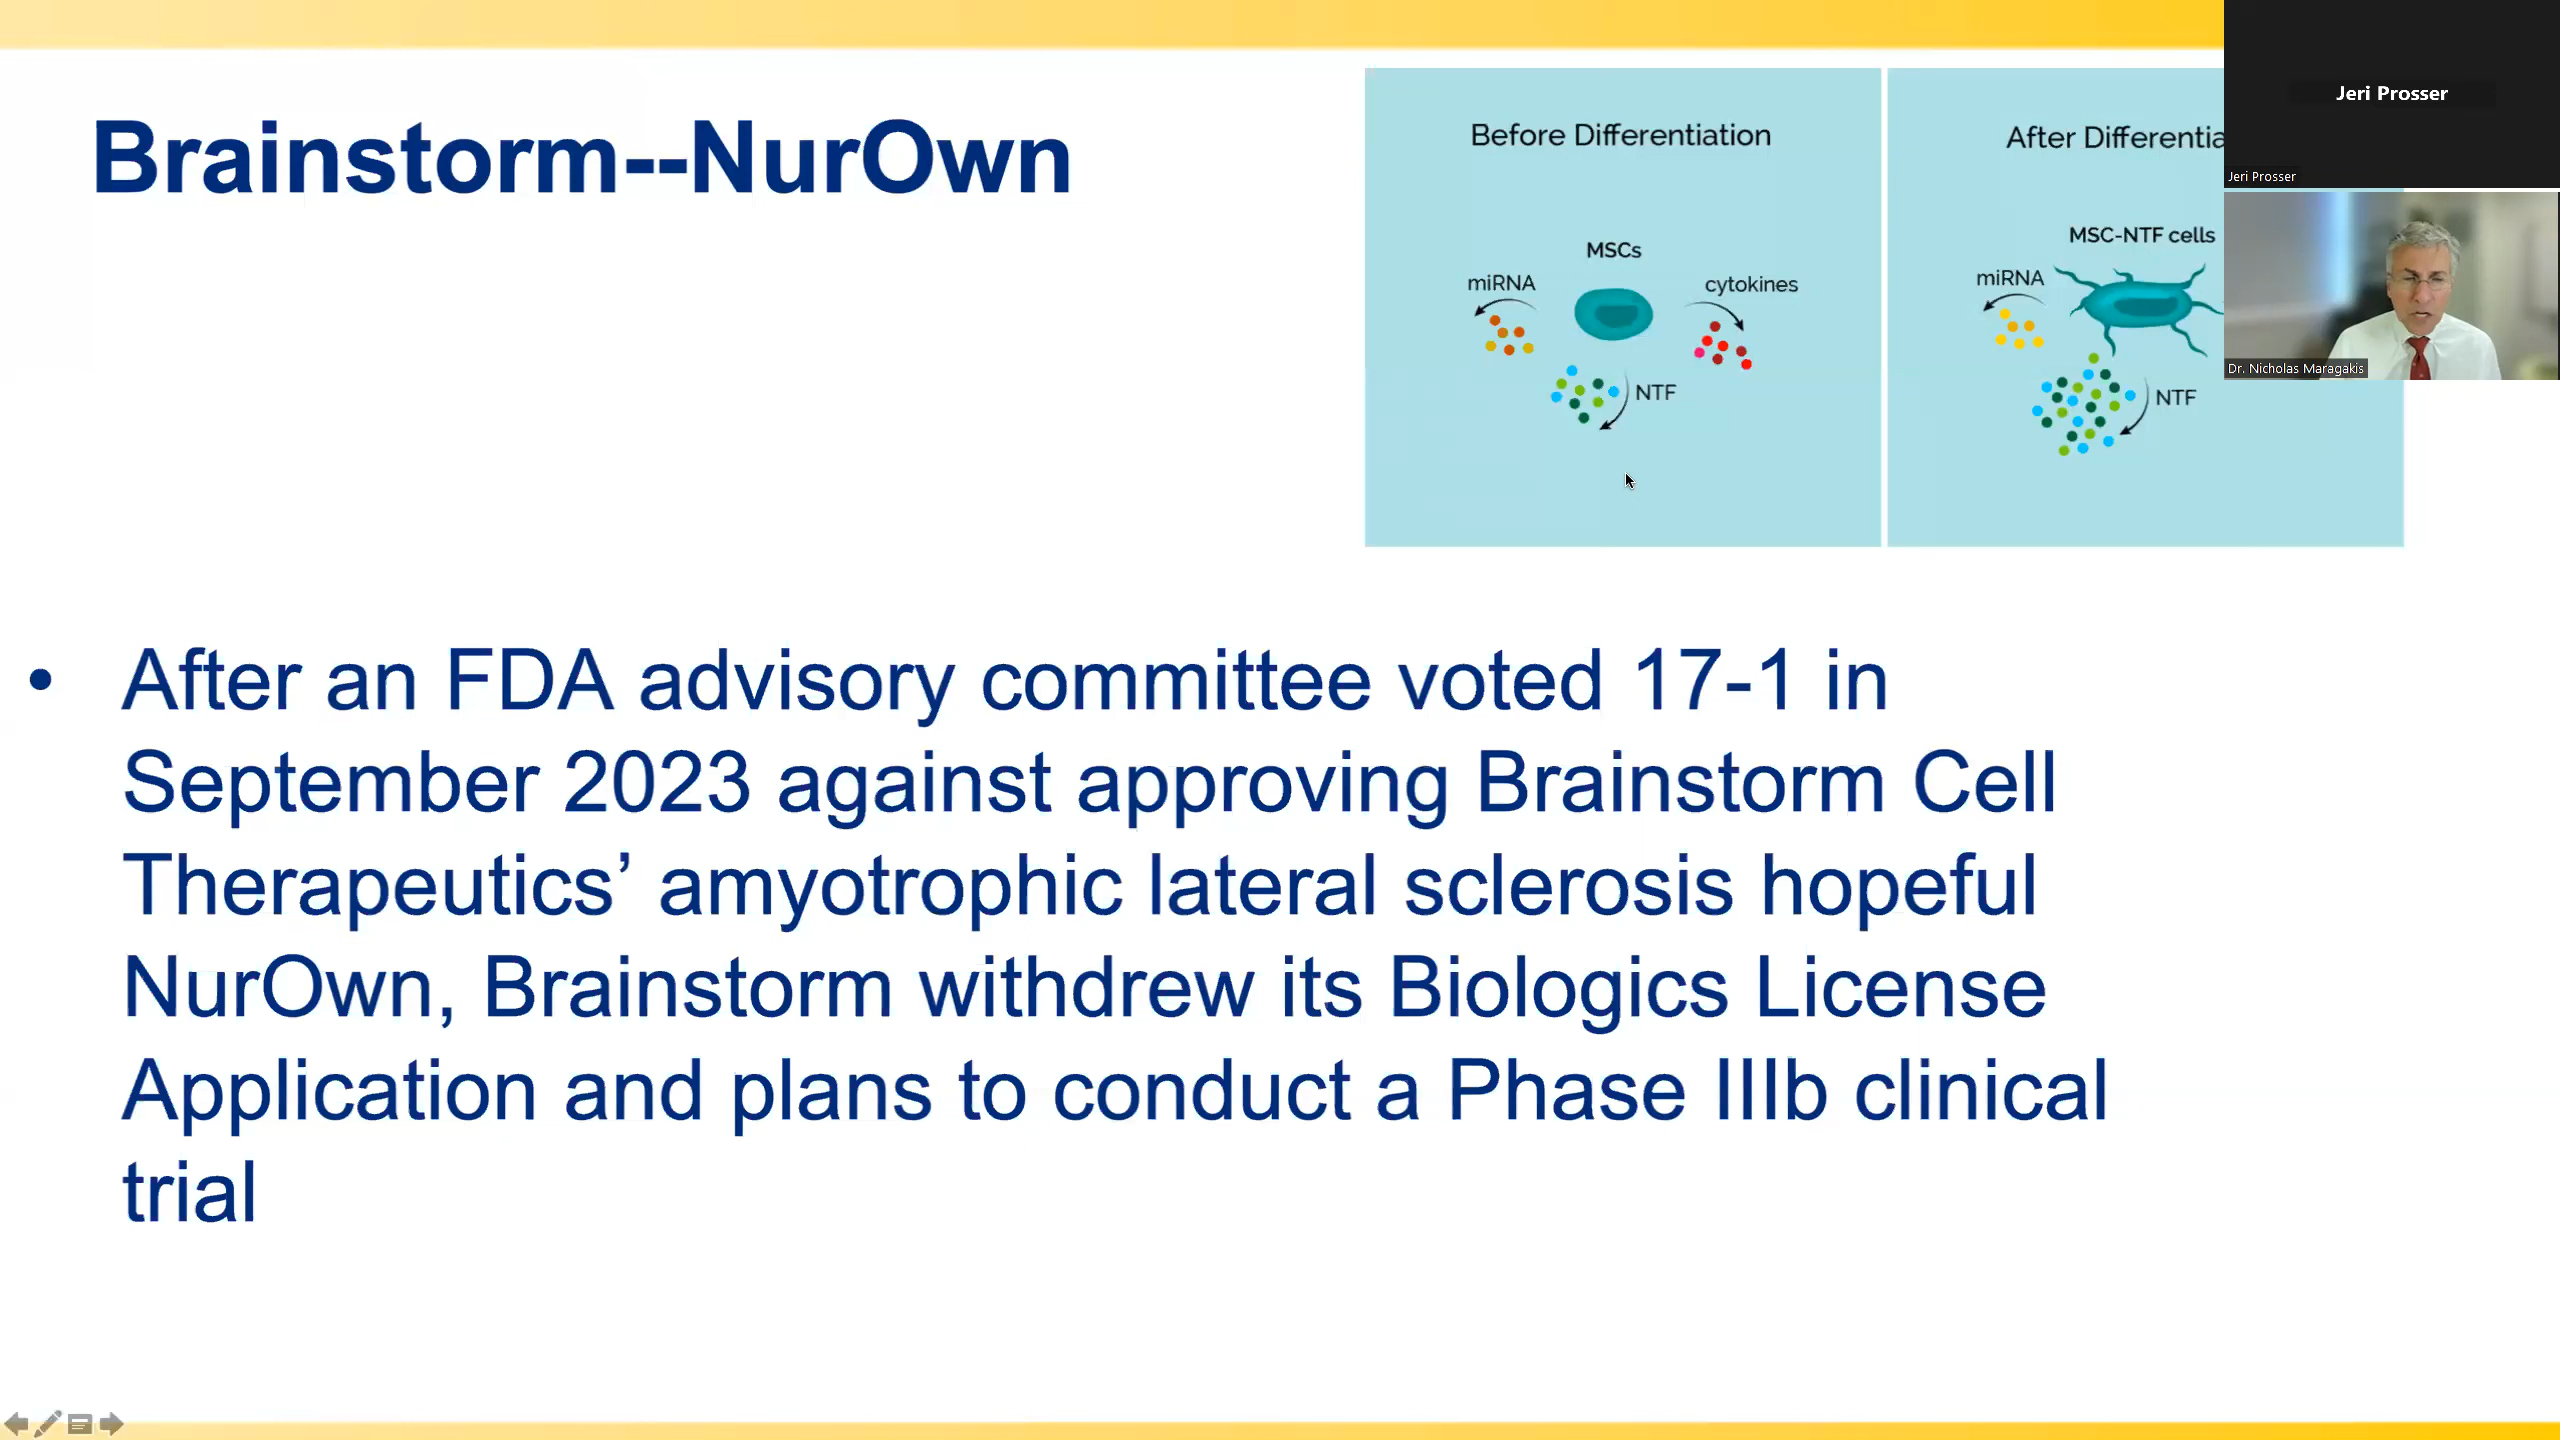 Brainstorm--NurOwn
Before Differentiation
MSCs
miRNA
cytokines
NTF
After Differentia
MSC-NTF cells
miRNA
NTF
Jeri Prosser
Jeri Prosser
Dr. Nicholas Maragakis
• After an FDA advisory committee voted 17-1 in
September 2023 against approving Brainstorm Cell
Therapeutics’ amyotrophic lateral sclerosis hopeful
NurOwn, Brainstorm withdrew its Biologics License
Application and plans to conduct a Phase IIIb clinical
trial